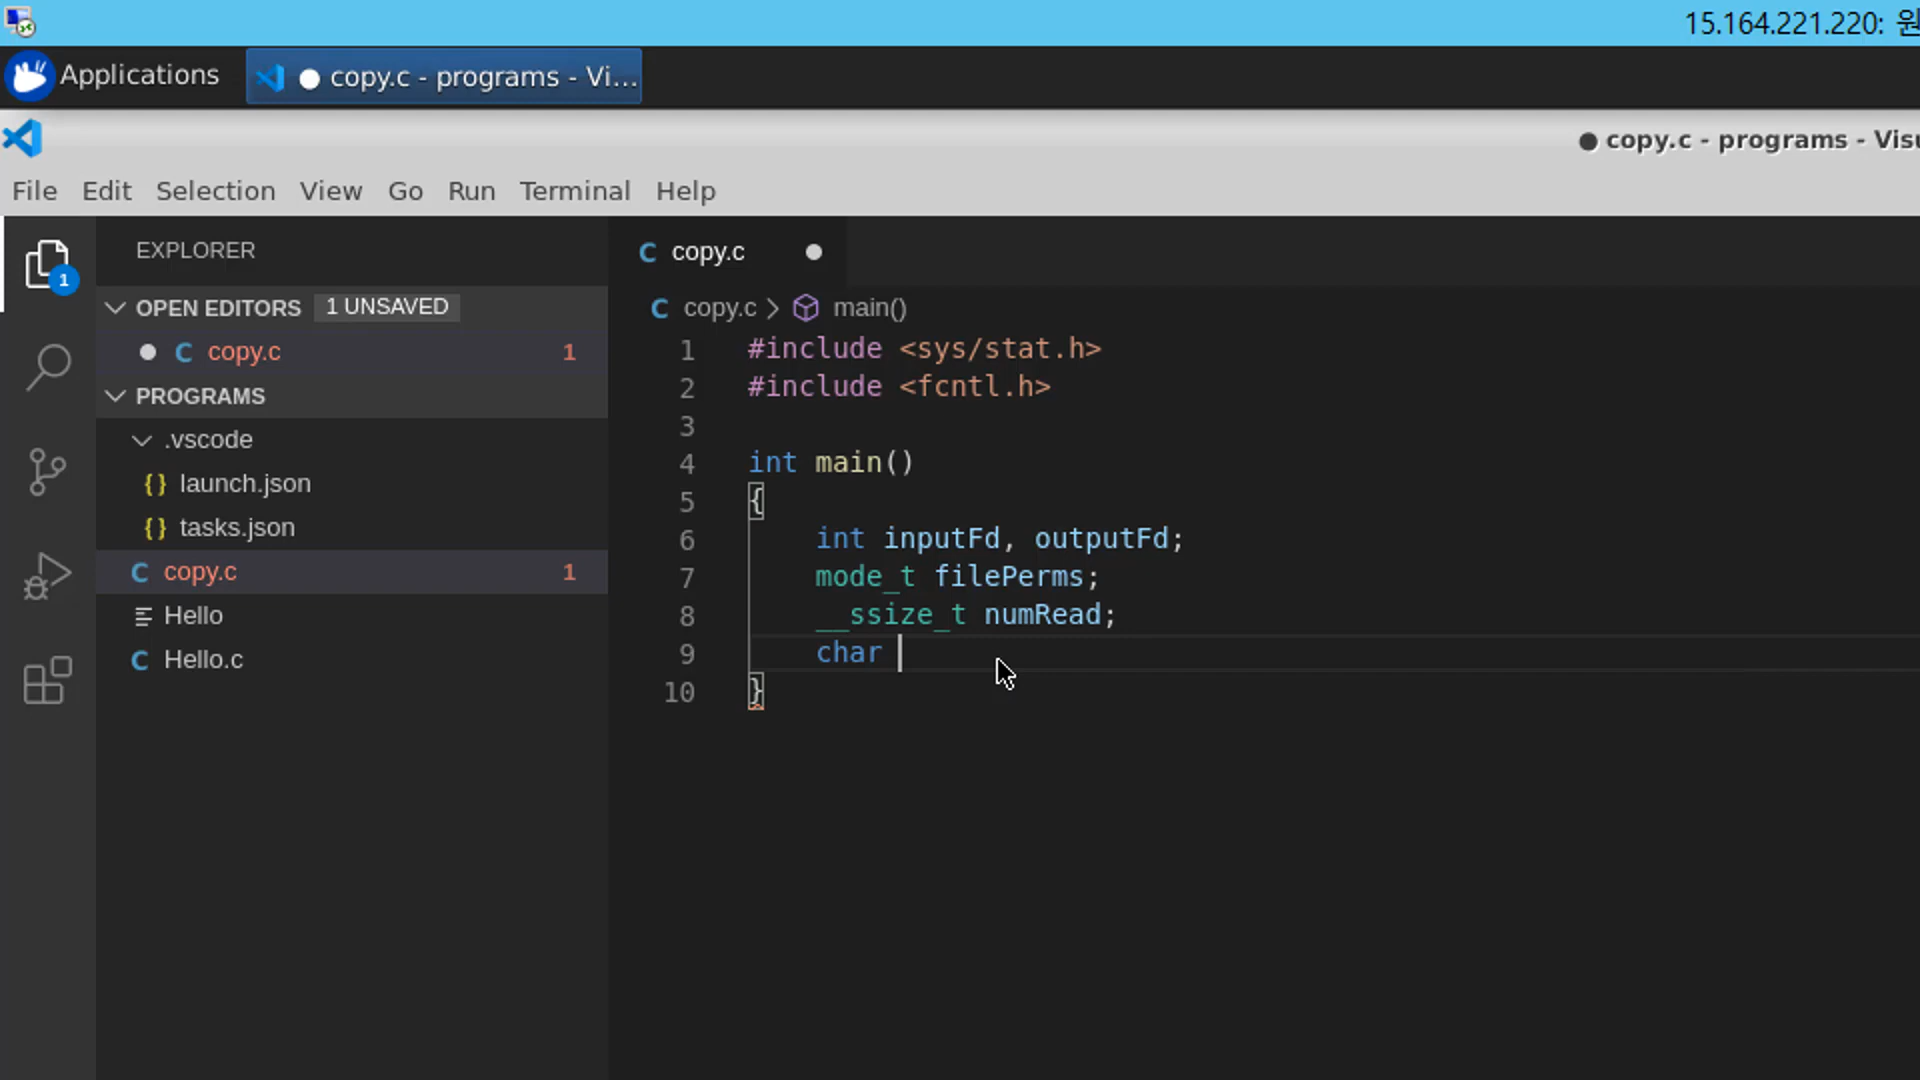 15.164.221.220: 원
Applications
copy.c - programs - Vi...
copy.c - programs - Visu
File Edit Selection View Go Run Terminal Help
EXPLORER
OPEN EDITORS 1 UNSAVED
C copy.c 1
PROGRAMS
.vscode
{} launch.json
{} tasks.json
C copy.c 1
Hello
C Hello.c
1
C copy.c
C copy.c > main()
1 #include <sys/stat.h>
2 #include <fcntl.h>
3
4 int main()
5 {
6 int inputFd, outputFd;
7 mode_t filePerms;
8 __ssize_t numRead;
9 char
10 }